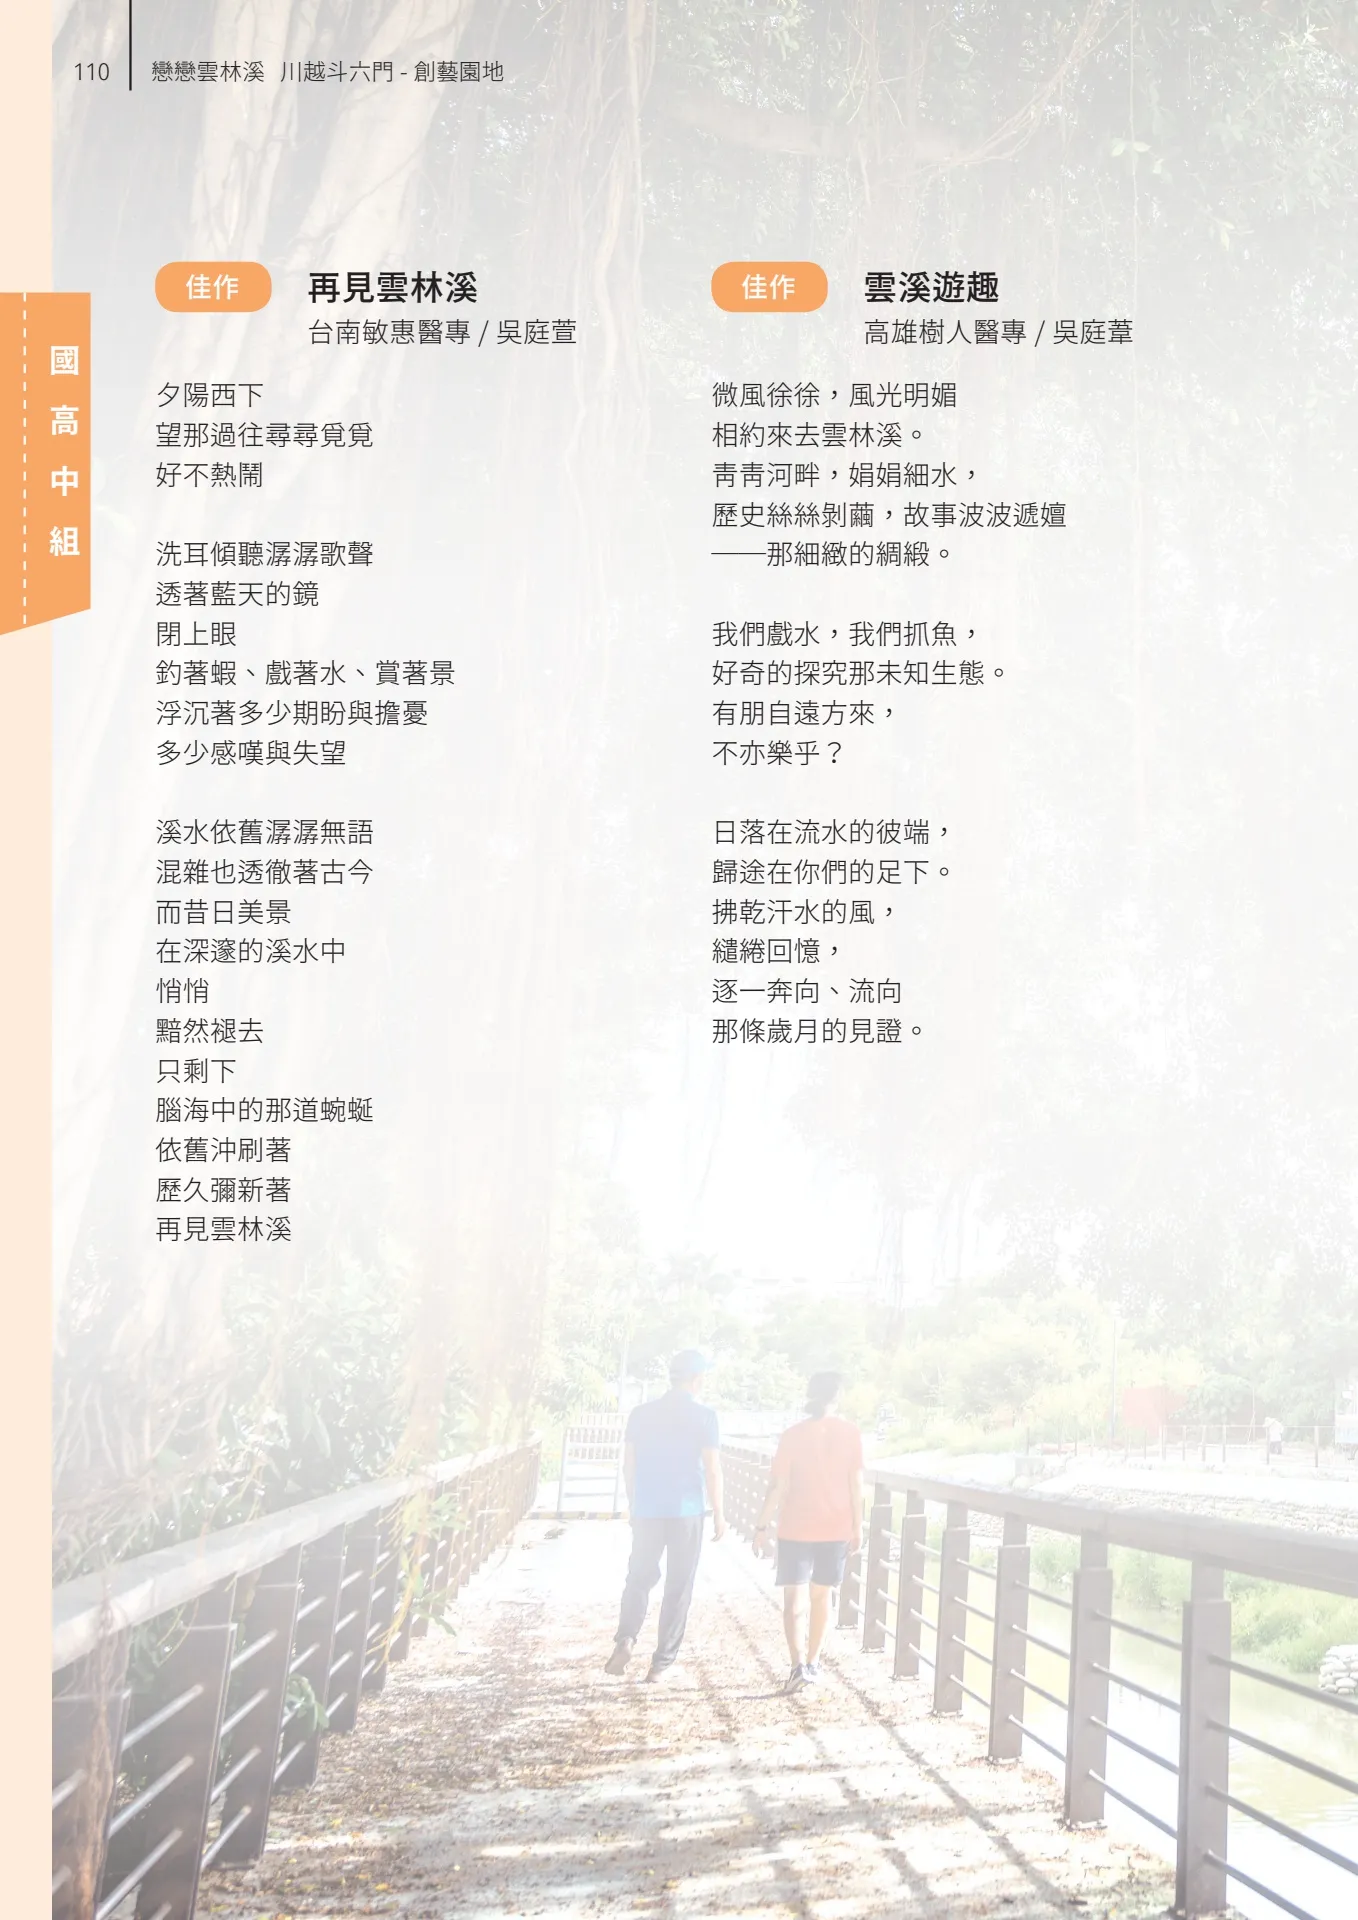 110
戀戀雲林溪 川越斗六門 - 創藝園地
國高中組
佳作
再見雲林溪
台南敏惠醫專 / 吳庭萱
夕陽西下
望那過往尋尋覓覓
好不熱鬧
洗耳傾聽潺潺歌聲
透著藍天的鏡
閉上眼
釣著蝦、戲著水、賞著景
浮沉著多少期盼與擔憂
多少感嘆與失望
溪水依舊潺潺無語
混雜也透徹著古今
而昔日美景
在深邃的溪水中
悄悄
黯然褪去
只剩下
腦海中的那道蜿蜒
依舊沖刷著
歷久彌新著
再見雲林溪
佳作
雲溪遊趣
高雄樹人醫專 / 吳庭葦
微風徐徐，風光明媚
相約來去雲林溪。
靑靑河畔，娟娟細水，
歷史絲絲剝繭，故事波波遞嬗
——那細緻的綢緞。
我們戲水，我們抓魚，
好奇的探究那未知生態。
有朋自遠方來，
不亦樂乎？
日落在流水的彼端，
歸途在你們的足下。
拂乾汗水的風，
繾綣回憶，
逐一奔向、流向
那條歲月的見證。